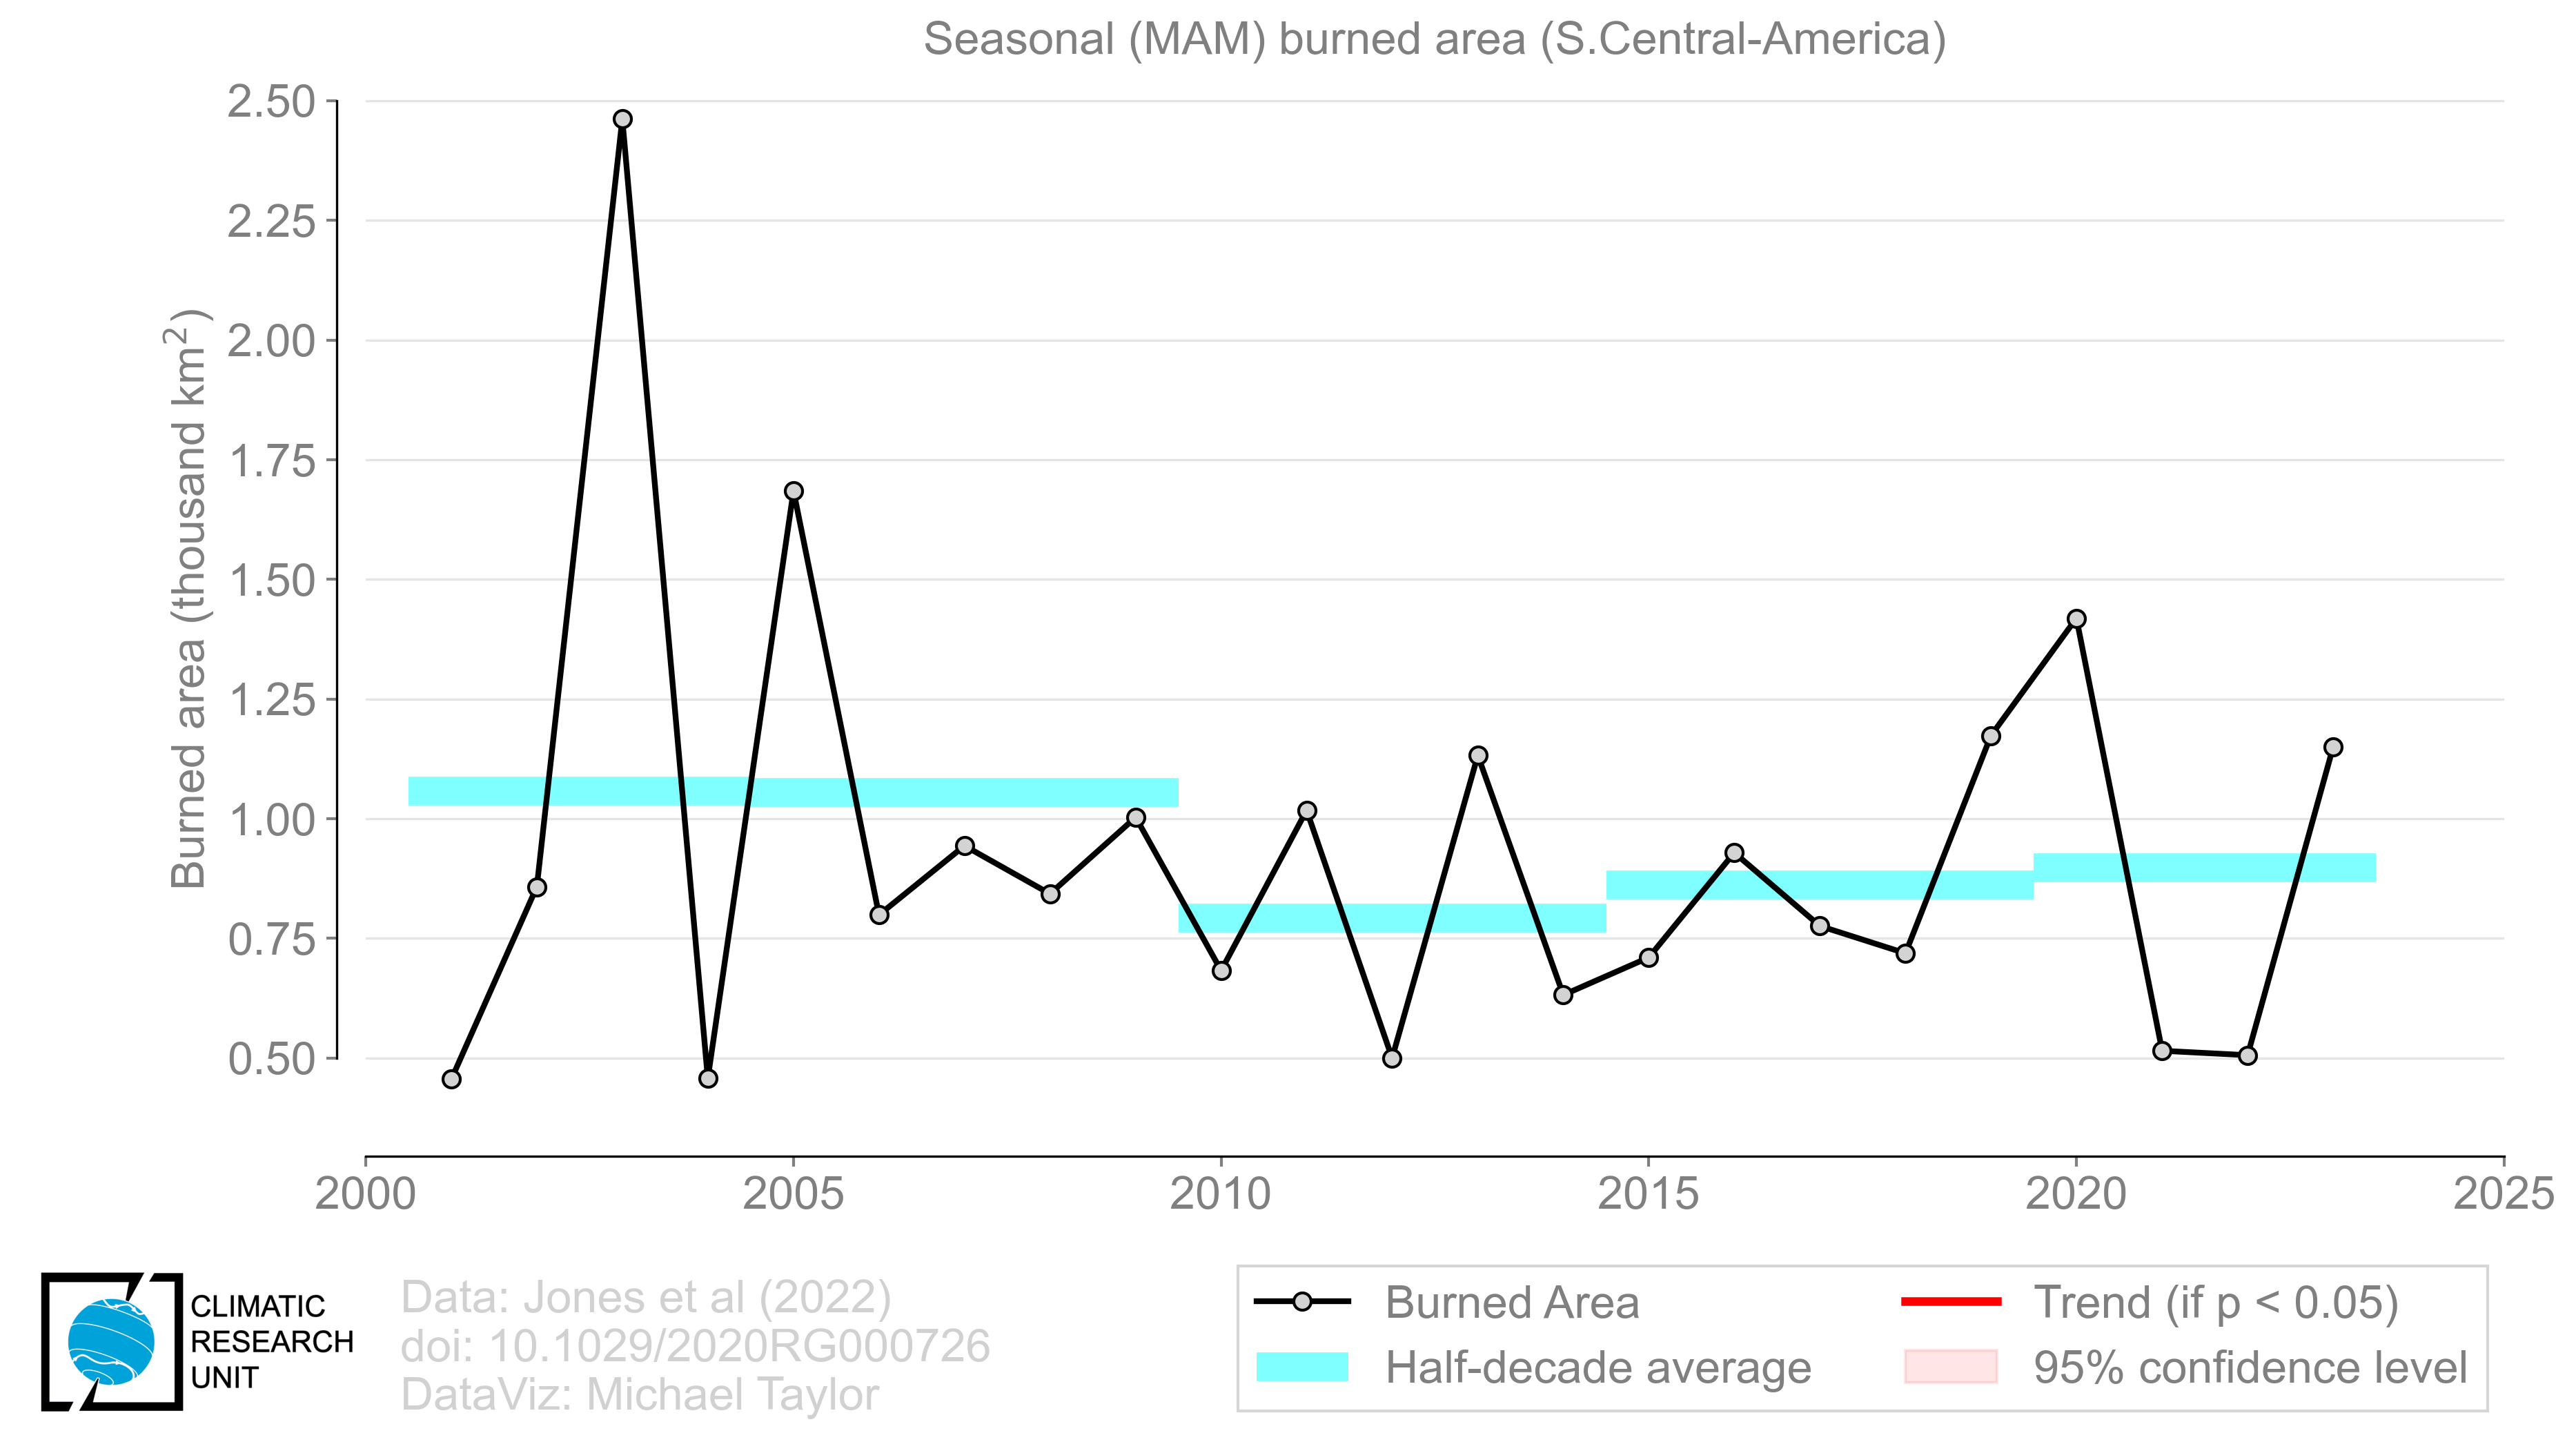 Seasonal (MAM) burned area (S.Central-America)
Burned area (thousand km²)
2.50
2.25
2.00
1.75
1.50
1.25
1.00
0.75
0.50
2000 2005 2010 2015 2020 2025
CLIMATIC
RESEARCH
UNIT
Data: Jones et al (2022)
doi: 10.1029/2020RG000726
DataViz: Michael Taylor
Burned Area
Half-decade average
Trend (if p < 0.05)
95% confidence level